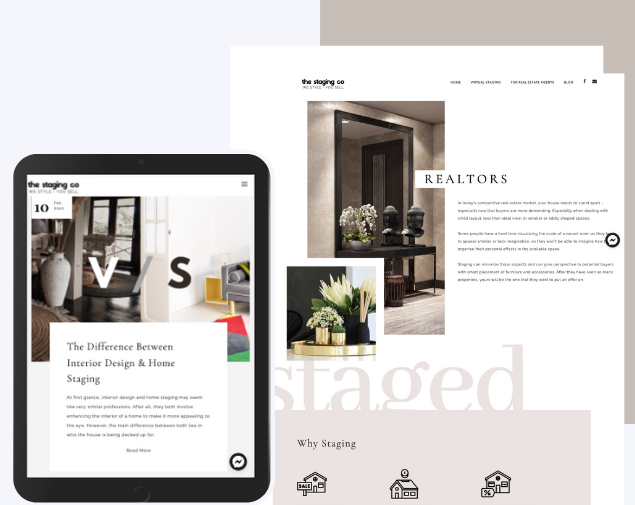 the staging co
WE STYLE - YOU SELL
HOME VIRTUAL STAGING FOR REAL ESTATE AGENTS BLOG f
REALTORS
In today's competitive real estate market, your house needs to stand apart -
especially now that buyers are more demanding. Especially when dealing with
small layout, less than ideal view, or smaller or oddly shaped spaces.
Some people have a hard time visualizing the scale of a vacant room as they
to appear smaller or lack imagination, so they won't be able to imagine how
organise their personal effects in the available space.
Staging can minimise those aspects and can give perspective to potential buyers
with smart placement of furniture and accessories. After they have seen so many
properties, yours will be the one that they want to put an offer on.
staged
Why Staging
SALE
%
the staging co
WE STYLE - YOU SELL
10
V/S
The Difference Between
Interior Design & Home
Staging
At first glance, interior design and home staging may seem
like very similar professions. After all, they both involve
enhancing the interior of a home to make it more appealing to
the eye. However, the main difference between both lies in
who the house is being decked up for.
Read More